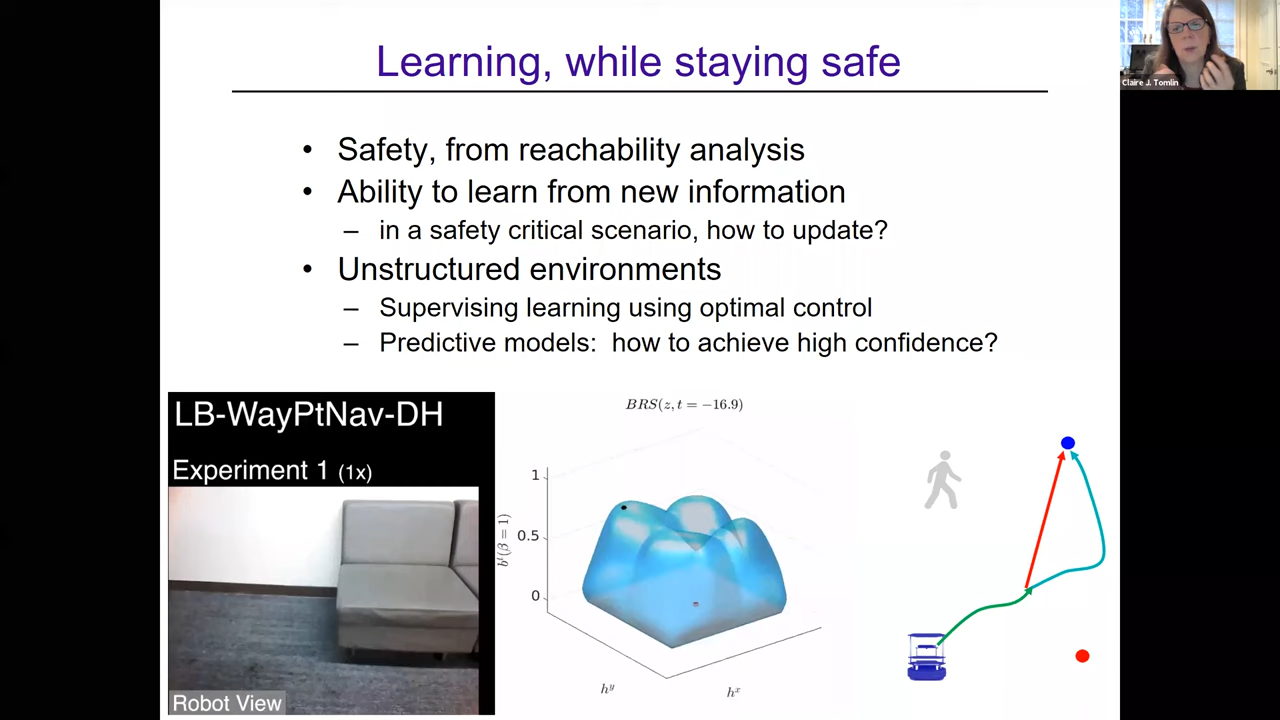 Learning, while staying safe
Claire J. Tomlin
• Safety, from reachability analysis
• Ability to learn from new information
– in a safety critical scenario, how to update?
• Unstructured environments
– Supervising learning using optimal control
– Predictive models: how to achieve high confidence?
LB-WayPtNav-DH
Experiment 1 (1x)
Robot View
BRS(z, t = −16.9)
1
0.5
0
b^t(β = 1)
h^y
h^x